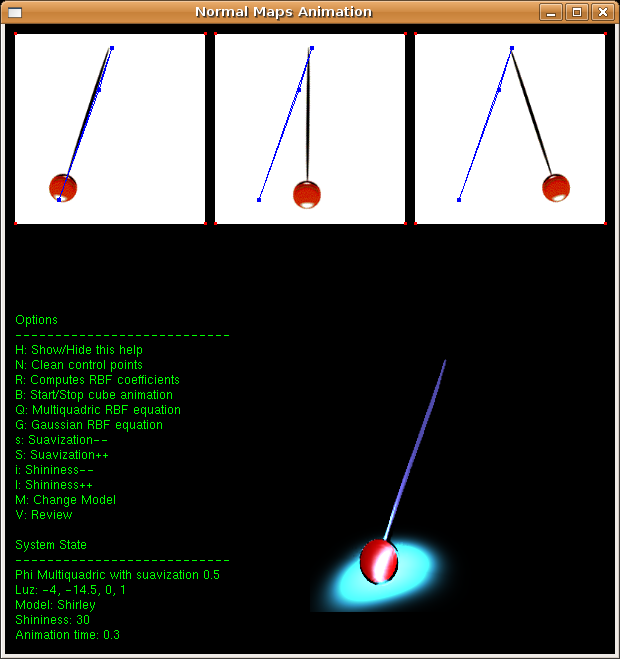 Normal Maps Animation
Options
---------------------------
H: Show/Hide this help
N: Clean control points
R: Computes RBF coefficients
B: Start/Stop cube animation
Q: Multiquadric RBF equation
G: Gaussian RBF equation
s: Suavization--
S: Suavization++
i: Shininess--
I: Shininess++
M: Change Model
V: Review
System State
---------------------------
Phi Multiquadric with suavization 0.5
Luz: -4, -14.5, 0, 1
Model: Shirley
Shininess: 30
Animation time: 0.3